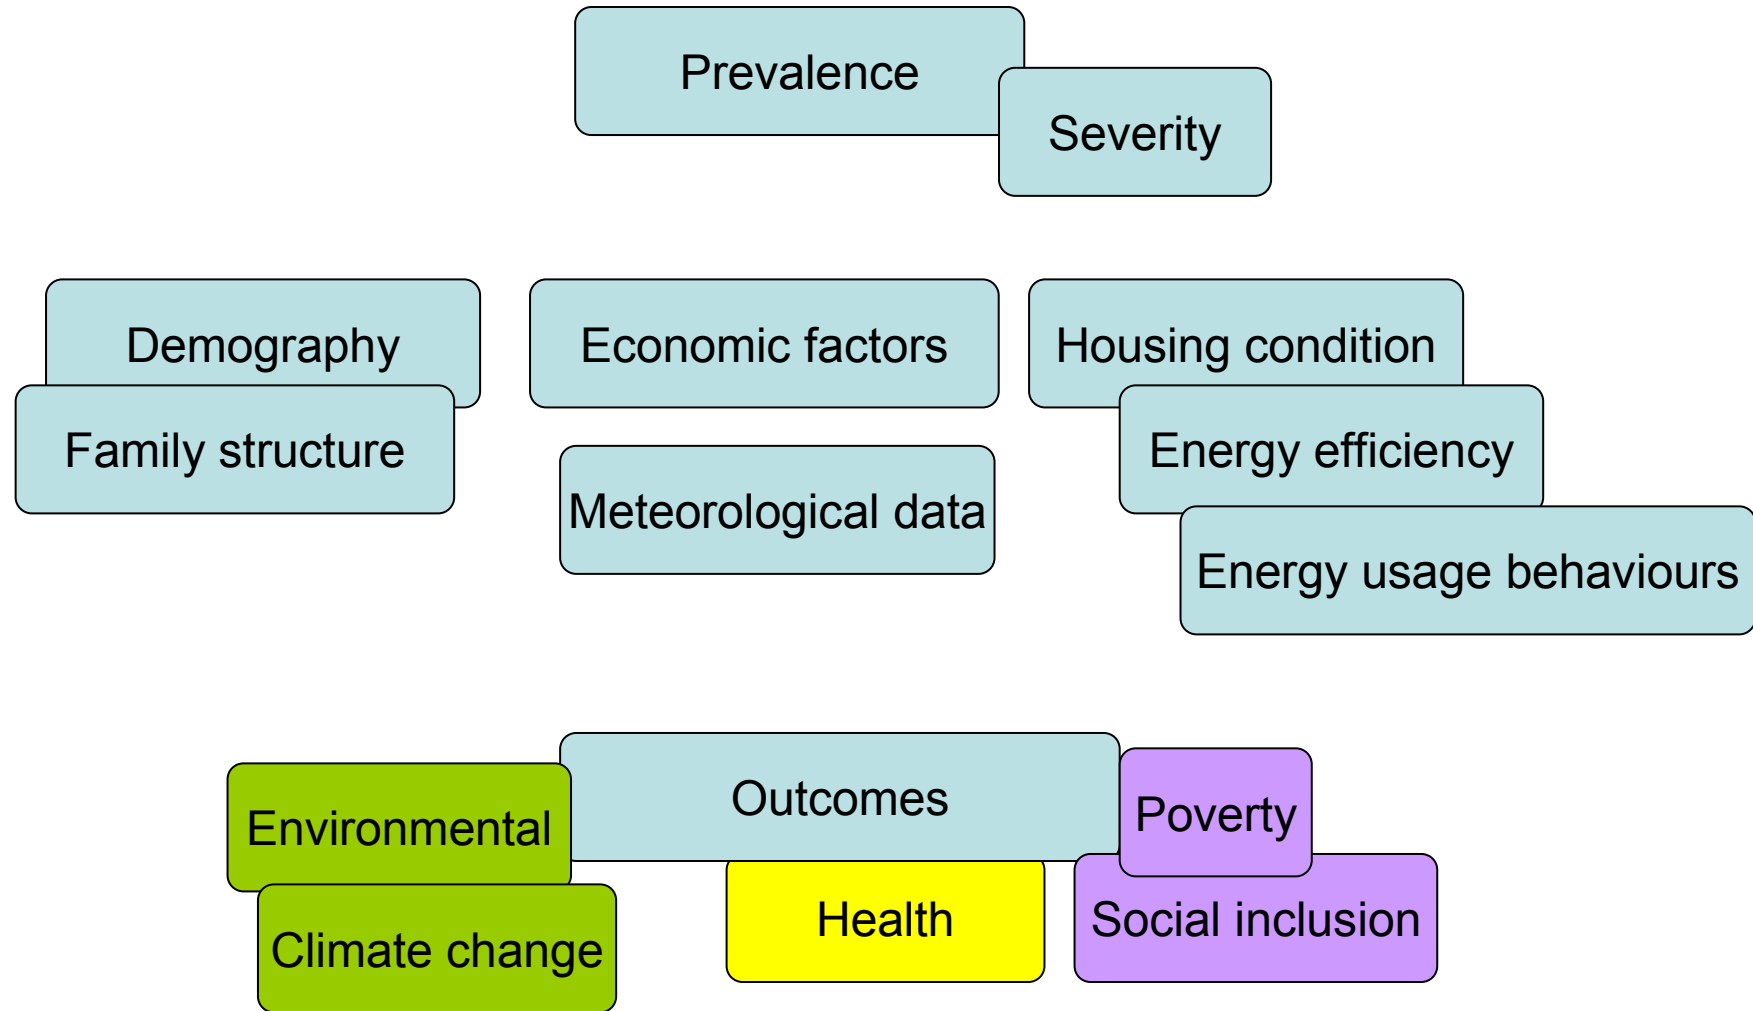 Prevalence
Severity
Demography
Economic factors
Housing condition
Family structure
Energy efficiency
Meteorological data
Energy usage behaviours
Outcomes
Environmental
Poverty
Health
Social inclusion
Climate change